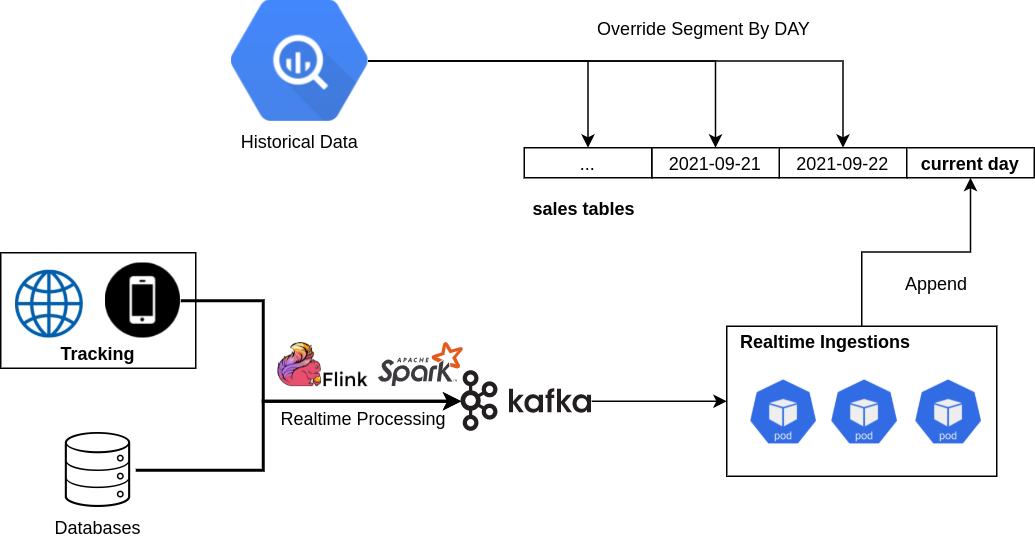 Override Segment By DAY
Historical Data
...
2021-09-21
2021-09-22
current day
sales tables
Append
Tracking
Flink
APACHE
Spark
kafka
Realtime Processing
Realtime Ingestions
pod
pod
pod
Databases